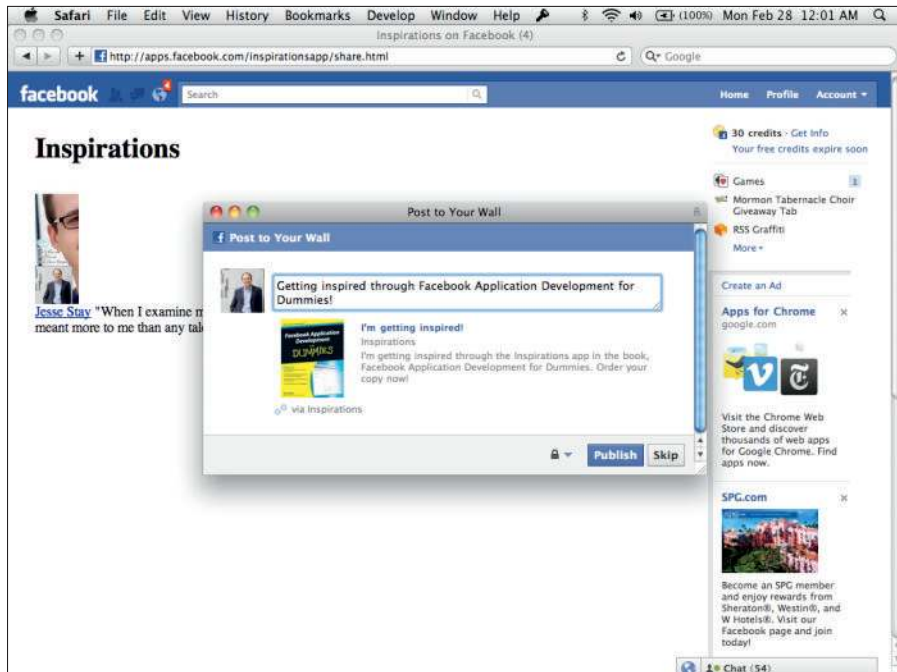 Safari File Edit View History Bookmarks Develop Window Help (100%) Mon Feb 28 12:01 AM
Inspirations on Facebook (4)
http://apps.facebook.com/inspirationsapp/share.html
Google
facebook
4
Search
Home Profile Account
Inspirations
Jesse Stay "When I examine m
meant more to me than any tal
Post to Your Wall
Post to Your Wall
Getting inspired through Facebook Application Development for
Dummies!
Facebook Application
Development
DUMMIES
I'm getting inspired!
Inspirations
I'm getting inspired through the Inspirations app in the book,
Facebook Application Development for Dummies. Order your
copy now!
via Inspirations
Publish Skip
30 credits · Get Info
Your free credits expire soon
Games 1
Mormon Tabernacle Choir
Giveaway Tab
RSS Graffiti
More
Create an Ad
Apps for Chrome x
google.com
Visit the Chrome Web
Store and discover
thousands of web apps
for Google Chrome. Find
apps now.
SPG.com x
Become an SPG member
and enjoy rewards from
Sheraton®, Westin®, and
W Hotels®. Visit our
Facebook page and join
today!
Chat (54)